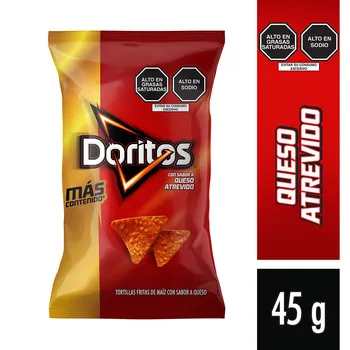 ALTO EN
GRASAS
SATURADAS
ALTO EN
SODIO
EVITAR SU CONSUMO
EXCESIVO
Doritos
CON SABOR A
QUESO
ATREVIDO
MÁS
CONTENIDO*
TORTILLAS FRITAS DE MAÍZ CON SABOR A QUESO
ALTO EN
GRASAS
SATURADAS
ALTO EN
SODIO
EVITAR SU CONSUMO
EXCESIVO
QUESO
ATREVIDO
45 g